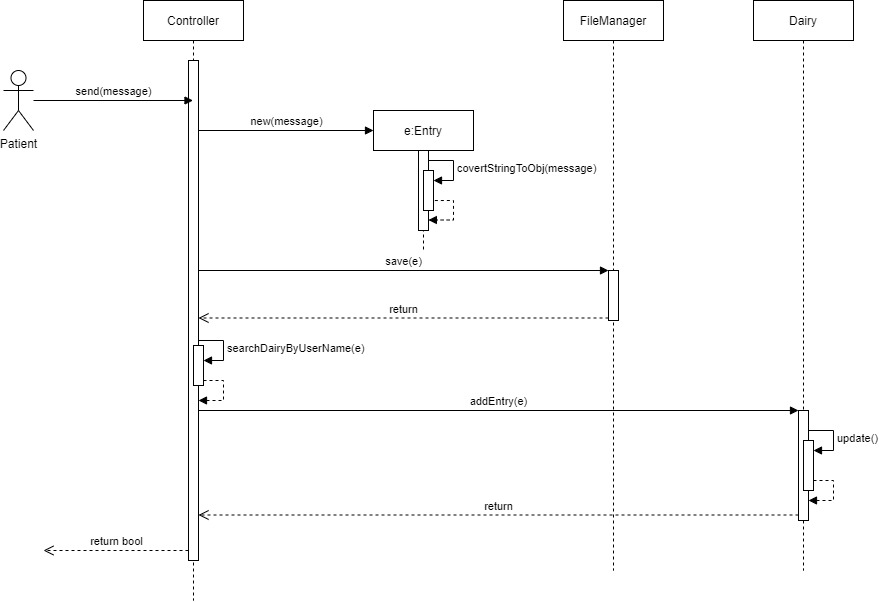 Controller
FileManager
Dairy
Patient
send(message)
new(message)
e:Entry
covertStringToObj(message)
save(e)
return
searchDairyByUserName(e)
addEntry(e)
update()
return
return bool